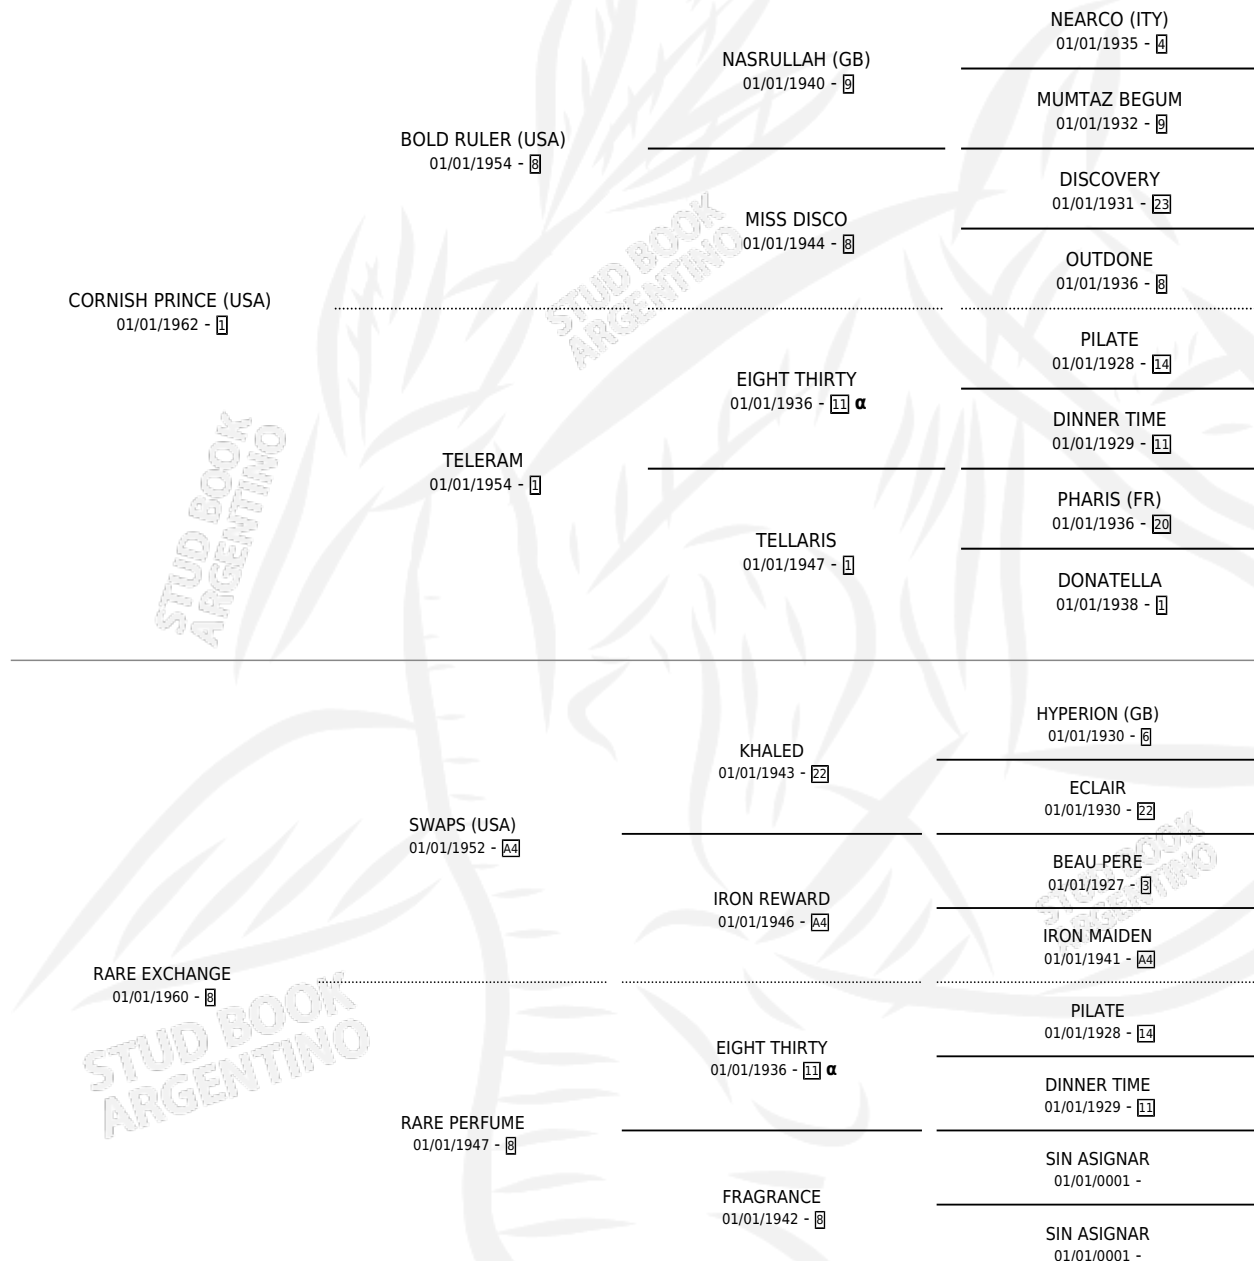 NEARCO (ITY)
01/01/1935 - 4
NASRULLAH (GB)
01/01/1940 - 9
MUMTAZ BEGUM
01/01/1932 - 9
BOLD RULER (USA)
01/01/1954 - 8
DISCOVERY
01/01/1931 - 23
MISS DISCO
01/01/1944 - 8
OUTDONE
01/01/1936 - 8
STUD BOOK
ARGENTINO
CORNISH PRINCE (USA)
01/01/1962 - 1
PILATE
01/01/1928 - 14
EIGHT THIRTY
01/01/1936 - 11 α
DINNER TIME
01/01/1929 - 11
TELERAM
01/01/1954 - 1
PHARIS (FR)
01/01/1936 - 20
TELLARIS
01/01/1947 - 1
DONATELLA
01/01/1938 - 1
STUD BOOK
ARGENTINO
HYPERION (GB)
01/01/1930 - 6
KHALED
01/01/1943 - 22
ECLAIR
01/01/1930 - 22
SWAPS (USA)
01/01/1952 - A4
BEAU PERE
01/01/1927 - 3
IRON REWARD
01/01/1946 - A4
IRON MAIDEN
01/01/1941 - A4
STUD BOOK
ARGENTINO
RARE EXCHANGE
01/01/1960 - 8
PILATE
01/01/1928 - 14
EIGHT THIRTY
01/01/1936 - 11 α
DINNER TIME
01/01/1929 - 11
STUD BOOK
ARGENTINO
RARE PERFUME
01/01/1947 - 8
SIN ASIGNAR
01/01/0001 -
FRAGRANCE
01/01/1942 - 8
SIN ASIGNAR
01/01/0001 -